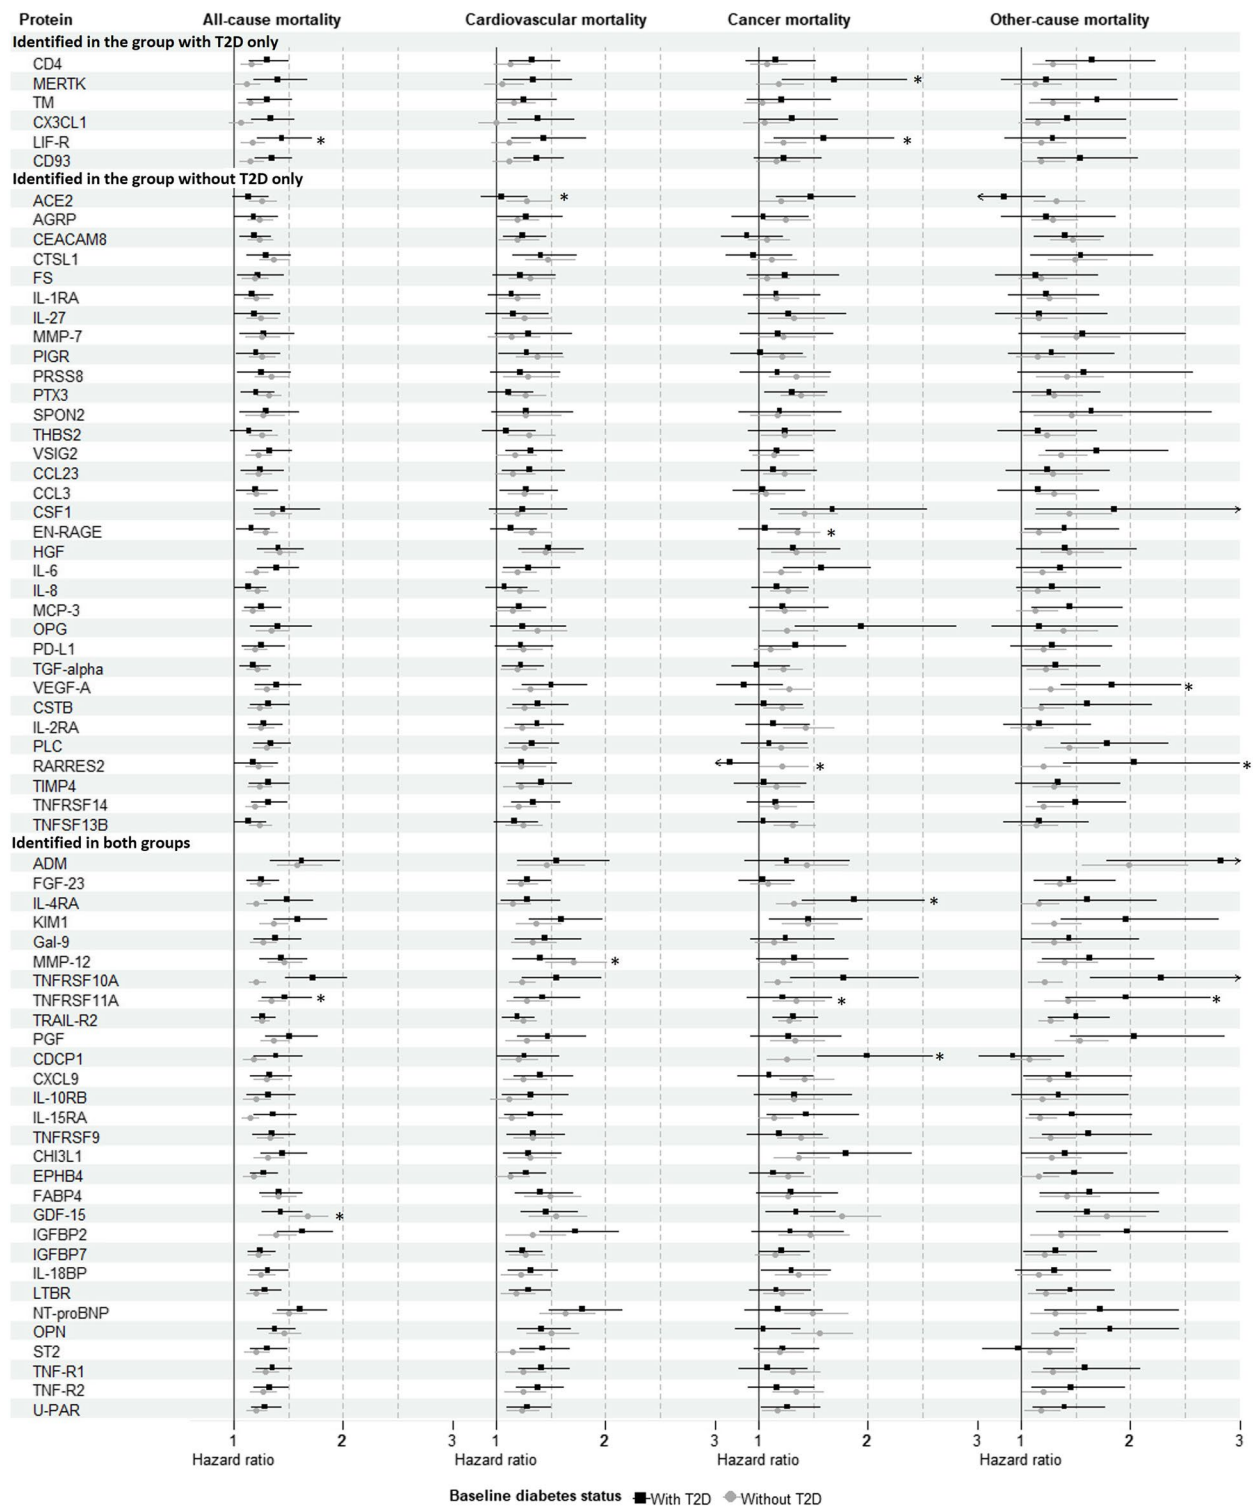 Protein All-cause mortality Cardiovascular mortality Cancer mortality Other-cause mortality
Identified in the group with T2D only
CD4
MERTK *
TM
CX3CL1
LIF-R * *
CD93
Identified in the group without T2D only
ACE2 *
AGRP
CEACAM8
CTSL1
FS
IL-1RA
IL-27
MMP-7
PIGR
PRSS8
PTX3
SPON2
THBS2
VSIG2
CCL23
CCL3
CSF1
EN-RAGE *
HGF
IL-6
IL-8
MCP-3
OPG
PD-L1
TGF-alpha
VEGF-A *
CSTB
IL-2RA
PLC
RARRES2 * *
TIMP4
TNFRSF14
TNFSF13B
Identified in both groups
ADM
FGF-23
IL-4RA *
KIM1
Gal-9
MMP-12 *
TNFRSF10A
TNFRSF11A * * *
TRAIL-R2
PGF
CDCP1 *
CXCL9
IL-10RB
IL-15RA
TNFRSF9
CHI3L1
EPHB4
FABP4
GDF-15 *
IGFBP2
IGFBP7
IL-18BP
LTBR
NT-proBNP
OPN
ST2
TNF-R1
TNF-R2
U-PAR
1 2 3 1 2 3 1 2 3 1 2 3
Hazard ratio Hazard ratio Hazard ratio Hazard ratio
Baseline diabetes status With T2D Without T2D